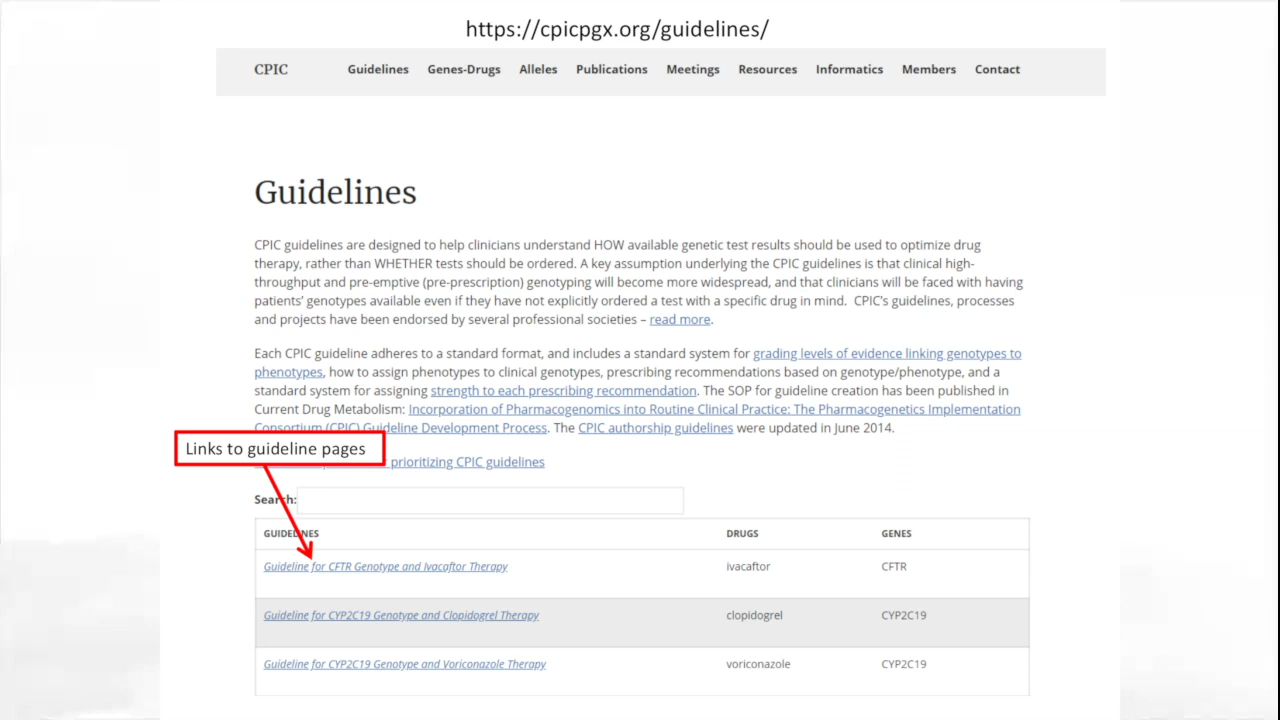 https://cpicpgx.org/guidelines/
CPIC Guidelines Genes-Drugs Alleles Publications Meetings Resources Informatics Members Contact
Guidelines
CPIC guidelines are designed to help clinicians understand HOW available genetic test results should be used to optimize drug
therapy, rather than WHETHER tests should be ordered. A key assumption underlying the CPIC guidelines is that clinical high-
throughput and pre-emptive (pre-prescription) genotyping will become more widespread, and that clinicians will be faced with having
patients’ genotypes available even if they have not explicitly ordered a test with a specific drug in mind. CPIC’s guidelines, processes
and projects have been endorsed by several professional societies – read more.
Each CPIC guideline adheres to a standard format, and includes a standard system for grading levels of evidence linking genotypes to
phenotypes, how to assign phenotypes to clinical genotypes, prescribing recommendations based on genotype/phenotype, and a
standard system for assigning strength to each prescribing recommendation. The SOP for guideline creation has been published in
Current Drug Metabolism: Incorporation of Pharmacogenomics into Routine Clinical Practice: The Pharmacogenetics Implementation
Consortium (CPIC) Guideline Development Process. The CPIC authorship guidelines were updated in June 2014.
Links to guideline pages
prioritizing CPIC guidelines
Search:
GUIDELINES DRUGS GENES
Guideline for CFTR Genotype and Ivacaftor Therapy ivacaftor CFTR
Guideline for CYP2C19 Genotype and Clopidogrel Therapy clopidogrel CYP2C19
Guideline for CYP2C19 Genotype and Voriconazole Therapy voriconazole CYP2C19